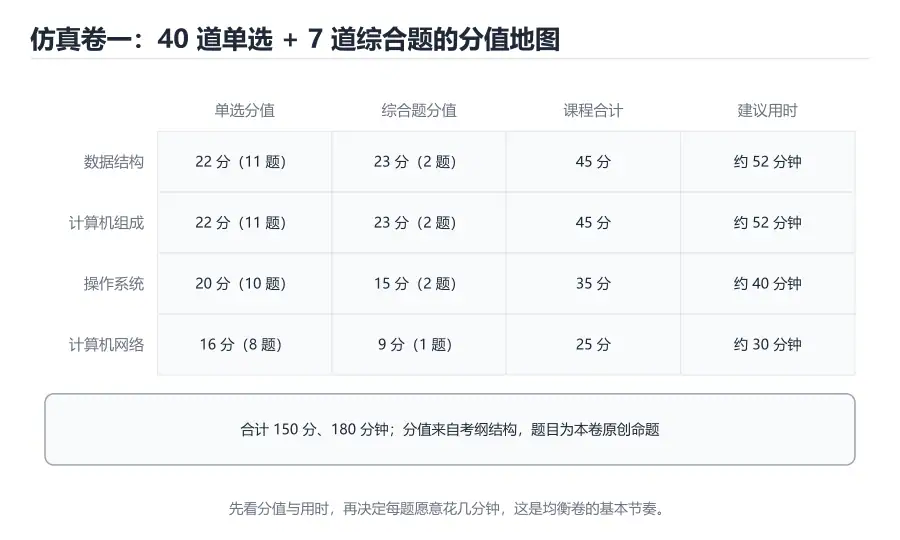 仿真卷一：40 道单选 + 7 道综合题的分值地图
单选分值 综合题分值 课程合计 建议用时
数据结构 22 分（11 题） 23 分（2 题） 45 分 约 52 分钟
计算机组成 22 分（11 题） 23 分（2 题） 45 分 约 52 分钟
操作系统 20 分（10 题） 15 分（2 题） 35 分 约 40 分钟
计算机网络 16 分（8 题） 9 分（1 题） 25 分 约 30 分钟
合计 150 分、180 分钟；分值来自考纲结构，题目为本卷原创命题
先看分值与用时，再决定每题愿意花几分钟，这是均衡卷的基本节奏。